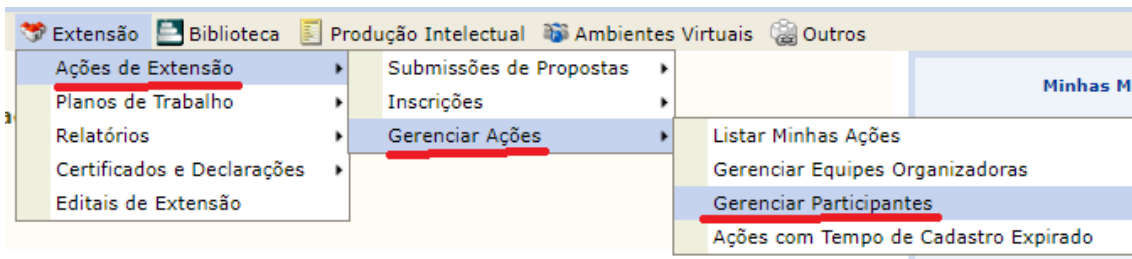 Extensão Biblioteca Produção Intelectual Ambientes Virtuais Outros
Ações de Extensão
Planos de Trabalho
Relatórios
Certificados e Declarações
Editais de Extensão
Submissões de Propostas
Inscrições
Gerenciar Ações
Listar Minhas Ações
Gerenciar Equipes Organizadoras
Gerenciar Participantes
Ações com Tempo de Cadastro Expirado
Minhas M